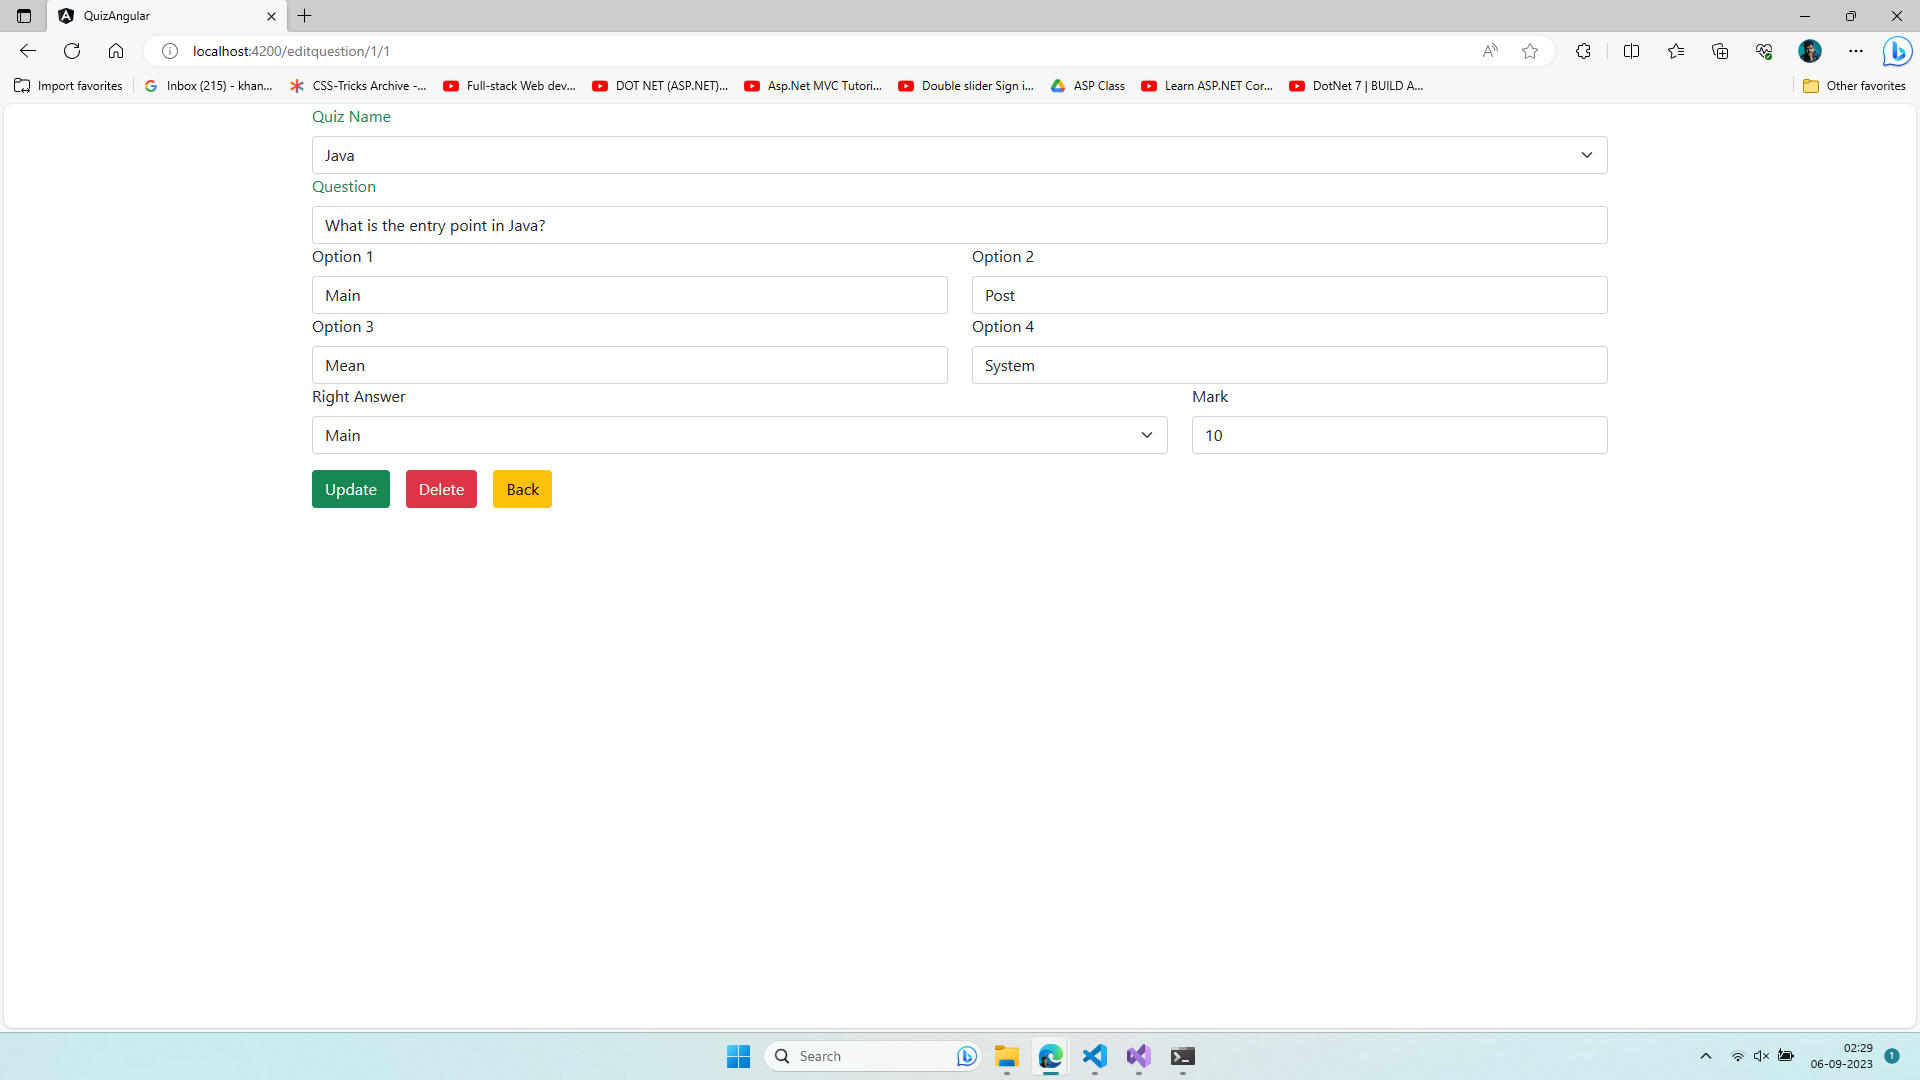 QuizAngular
localhost:4200/editquestion/1/1
Import favorites
Inbox (215) - khan...
CSS-Tricks Archive -...
Full-stack Web dev...
DOT NET (ASP.NET)...
Asp.Net MVC Tutori...
Double slider Sign i...
ASP Class
Learn ASP.NET Cor...
DotNet 7 | BUILD A...
Other favorites
Quiz Name
Java
Question
What is the entry point in Java?
Option 1
Option 2
Main
Post
Option 3
Option 4
Mean
System
Right Answer
Mark
Main
10
Update
Delete
Back
Search
02:29
06-09-2023
1